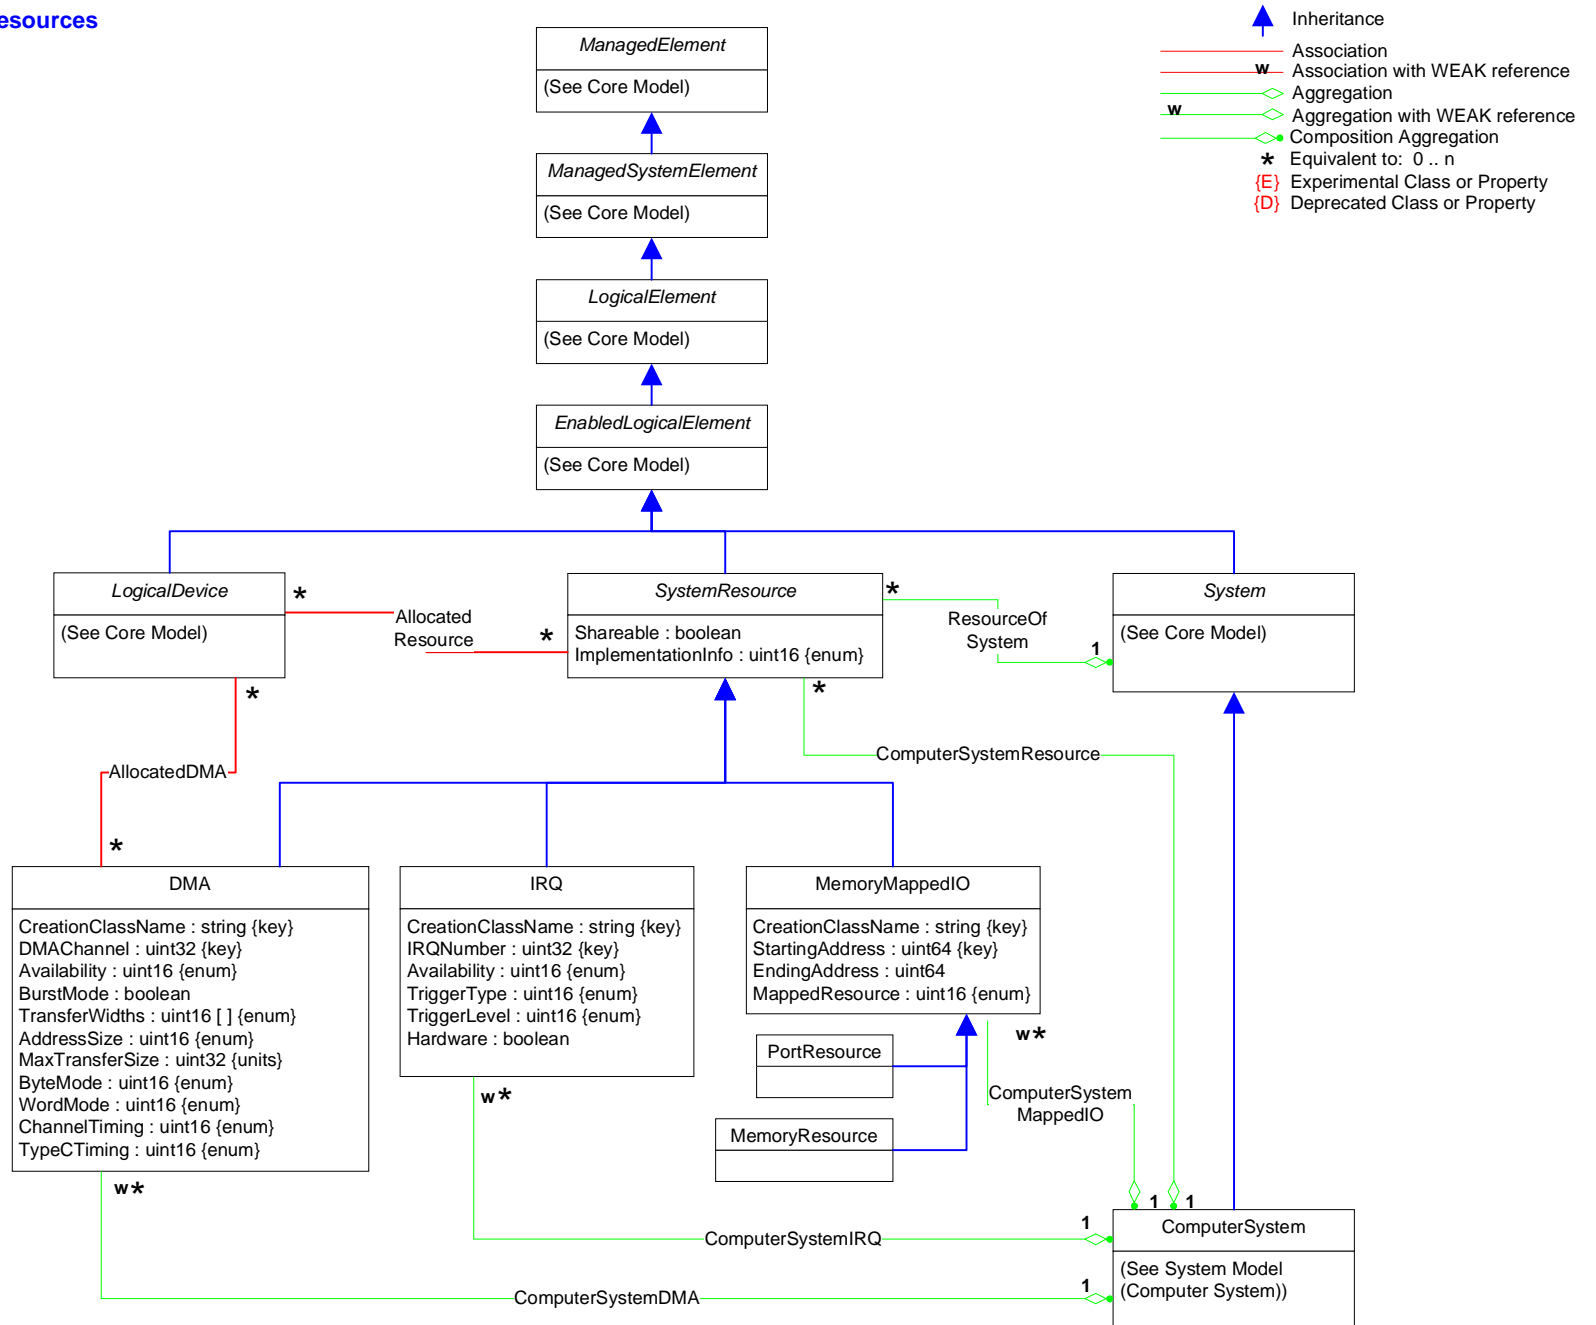 esources
Inheritance
Association
w Association with WEAK reference
Aggregation
w Aggregation with WEAK reference
Composition Aggregation
* Equivalent to: 0 .. n
{E} Experimental Class or Property
{D} Deprecated Class or Property
ManagedElement
(See Core Model)
ManagedSystemElement
(See Core Model)
LogicalElement
(See Core Model)
EnabledLogicalElement
(See Core Model)
LogicalDevice
(See Core Model)
*
Allocated
Resource
*
*
SystemResource
Shareable : boolean
ImplementationInfo : uint16 {enum}
*
*
ResourceOf
System
1
System
(See Core Model)
ComputerSystemResource
AllocatedDMA
*
DMA
CreationClassName : string {key}
DMAChannel : uint32 {key}
Availability : uint16 {enum}
BurstMode : boolean
TransferWidths : uint16 [ ] {enum}
AddressSize : uint16 {enum}
MaxTransferSize : uint32 {units}
ByteMode : uint16 {enum}
WordMode : uint16 {enum}
ChannelTiming : uint16 {enum}
TypeCTiming : uint16 {enum}
w*
IRQ
CreationClassName : string {key}
IRQNumber : uint32 {key}
Availability : uint16 {enum}
TriggerType : uint16 {enum}
TriggerLevel : uint16 {enum}
Hardware : boolean
w*
MemoryMappedIO
CreationClassName : string {key}
StartingAddress : uint64 {key}
EndingAddress : uint64
MappedResource : uint16 {enum}
w*
PortResource
MemoryResource
ComputerSystem
MappedIO
1
1
ComputerSystemIRQ
1
ComputerSystemDMA
1
ComputerSystem
(See System Model
(Computer System))